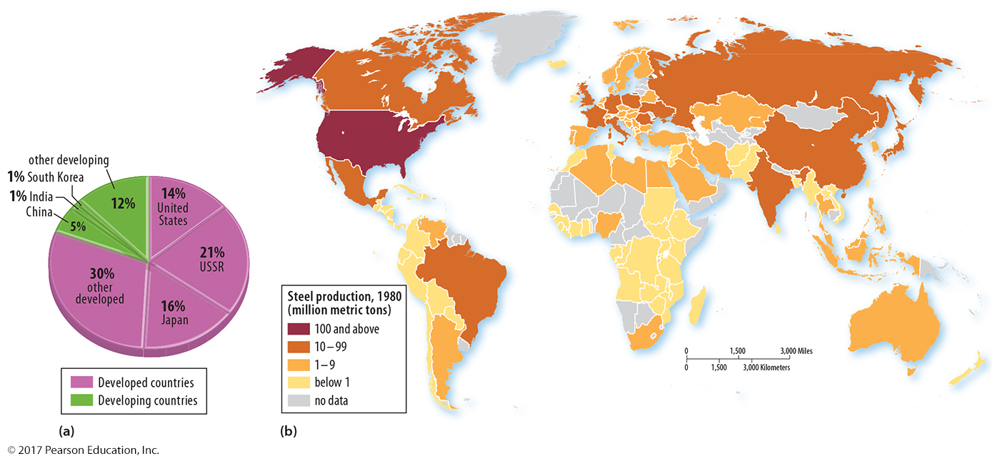 other developing
1% South Korea
1% India
China
5%
12%
14%
United
States
21%
USSR
30%
other
developed
16%
Japan
Developed countries
Developing countries
(a)
Steel production, 1980
(million metric tons)
100 and above
10–99
1–9
below 1
no data
0 1,500 3,000 Miles
0 1,500 3,000 Kilometers
(b)
© 2017 Pearson Education, Inc.